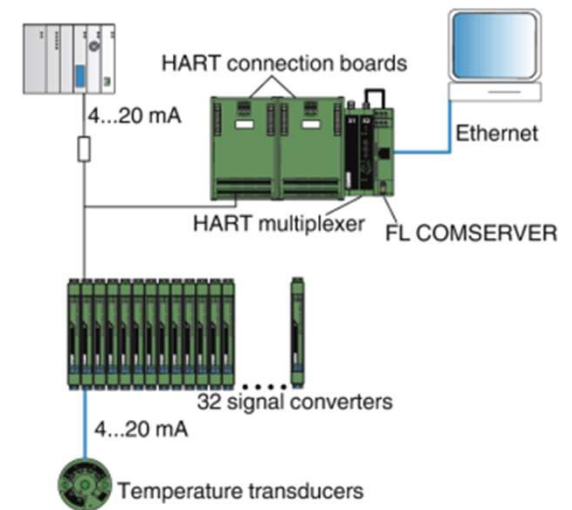 HART connection boards
4...20 mA
Ethernet
HART multiplexer
FL COMSERVER
32 signal converters
4...20 mA
Temperature transducers